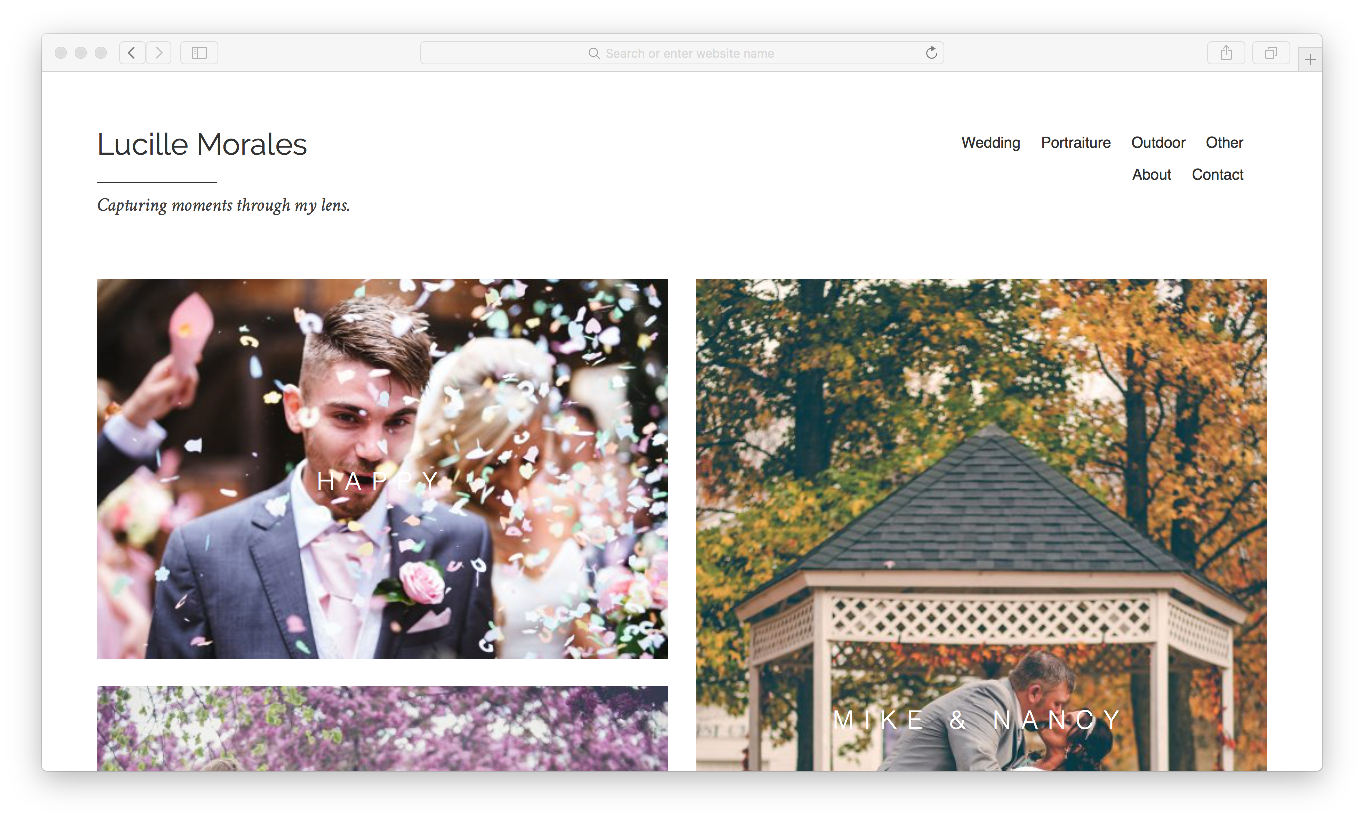 Search or enter website name
Lucille Morales
Capturing moments through my lens.
Wedding Portraiture Outdoor Other
About Contact
HAPPY
MIKE & NANCY